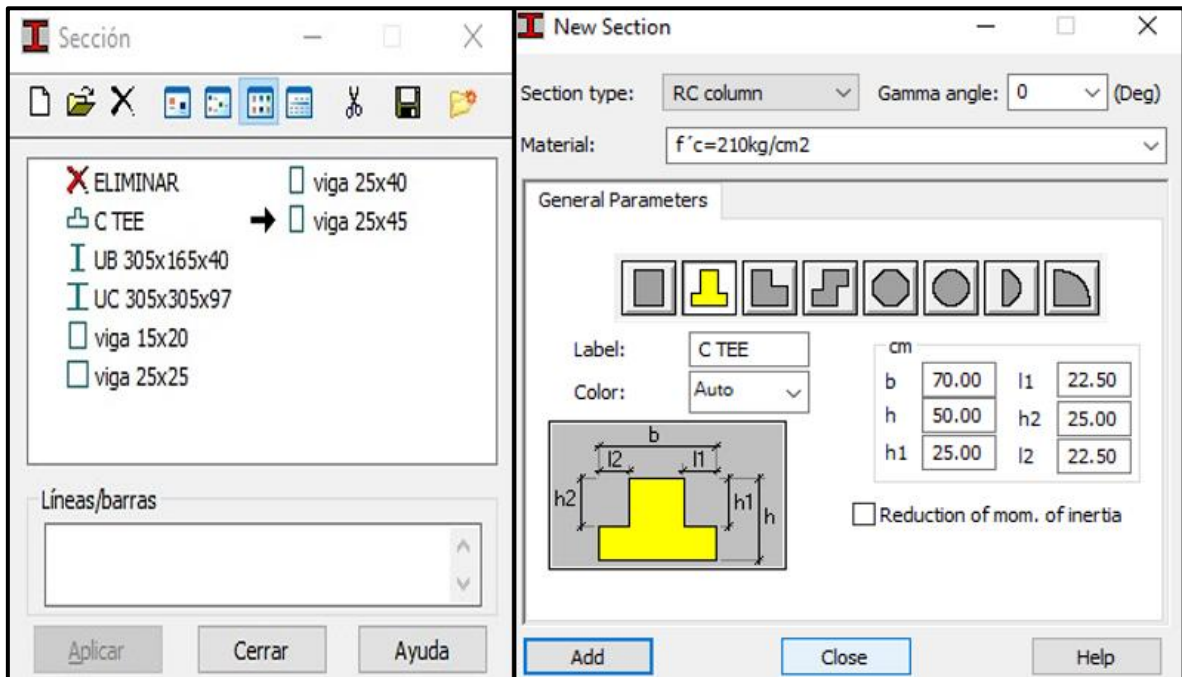 Sección
ELIMINAR
C TEE
UB 305x165x40
UC 305x305x97
viga 15x20
viga 25x25
viga 25x40
viga 25x45
Líneas/barras
Aplicar
Cerrar
Ayuda
New Section
Section type: RC column Gamma angle: 0 (Deg)
Material: f´c=210kg/cm2
General Parameters
Label: C TEE
Color: Auto
cm
b 70.00 l1 22.50
h 50.00 h2 25.00
h1 25.00 l2 22.50
b
l2 l1
h2 h1 h
Reduction of mom. of inertia
Add
Close
Help